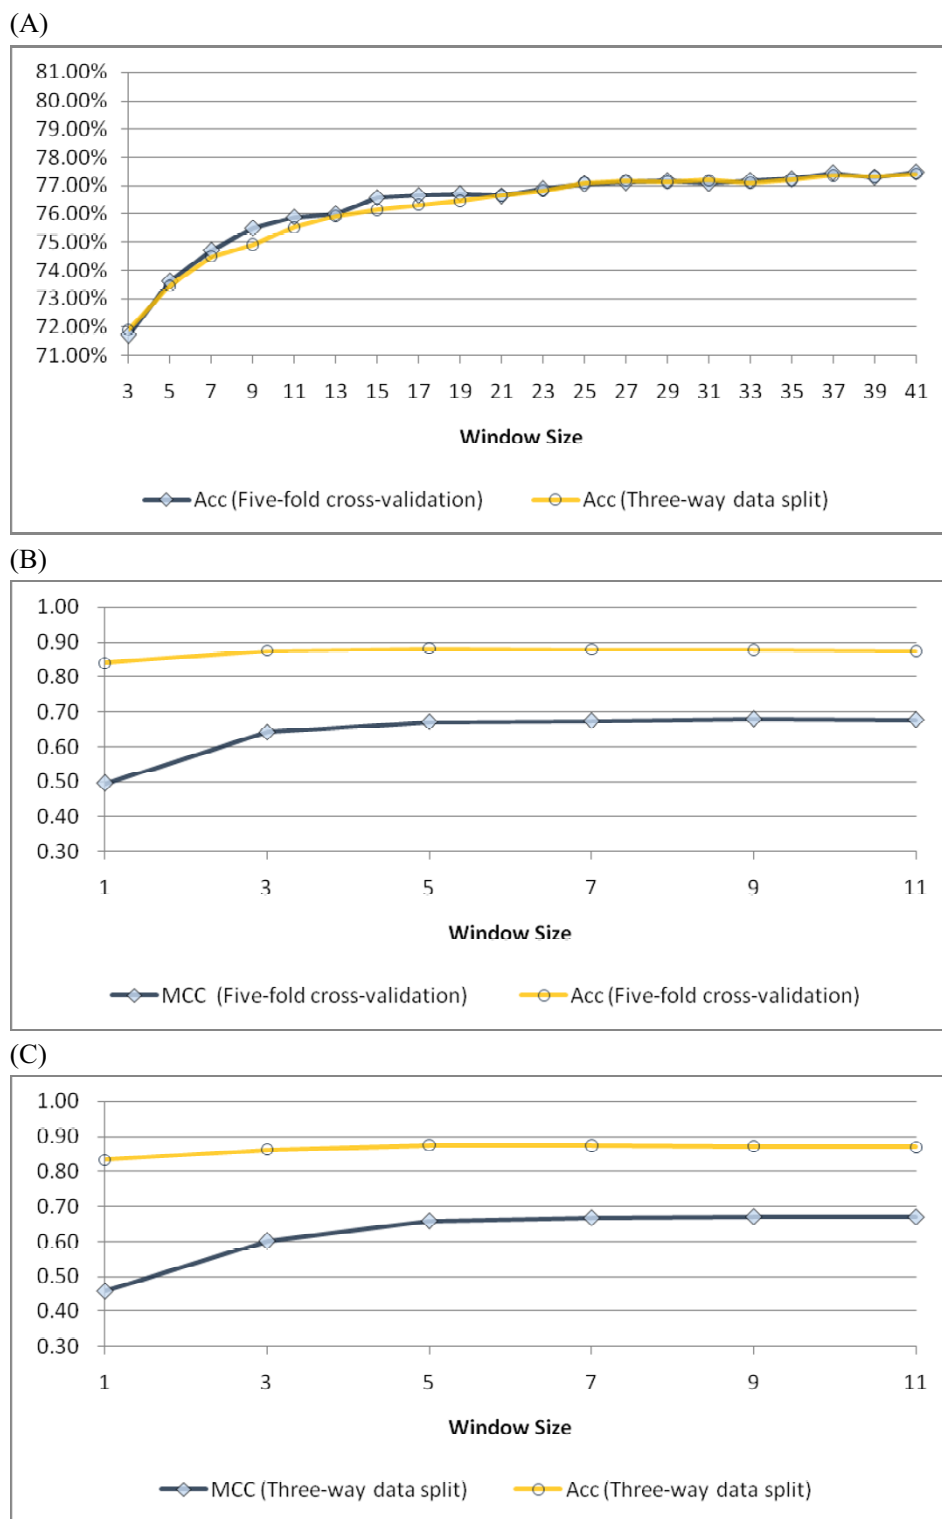 (A)
81.00%
80.00%
79.00%
78.00%
77.00%
76.00%
75.00%
74.00%
73.00%
72.00%
71.00%
3 5 7 9 11 13 15 17 19 21 23 25 27 29 31 33 35 37 39 41
Window Size
Acc (Five-fold cross-validation) Acc (Three-way data split)
(B)
1.00
0.90
0.80
0.70
0.60
0.50
0.40
0.30
1 3 5 7 9 11
Window Size
MCC (Five-fold cross-validation) Acc (Five-fold cross-validation)
(C)
1.00
0.90
0.80
0.70
0.60
0.50
0.40
0.30
1 3 5 7 9 11
Window Size
MCC (Three-way data split) Acc (Three-way data split)